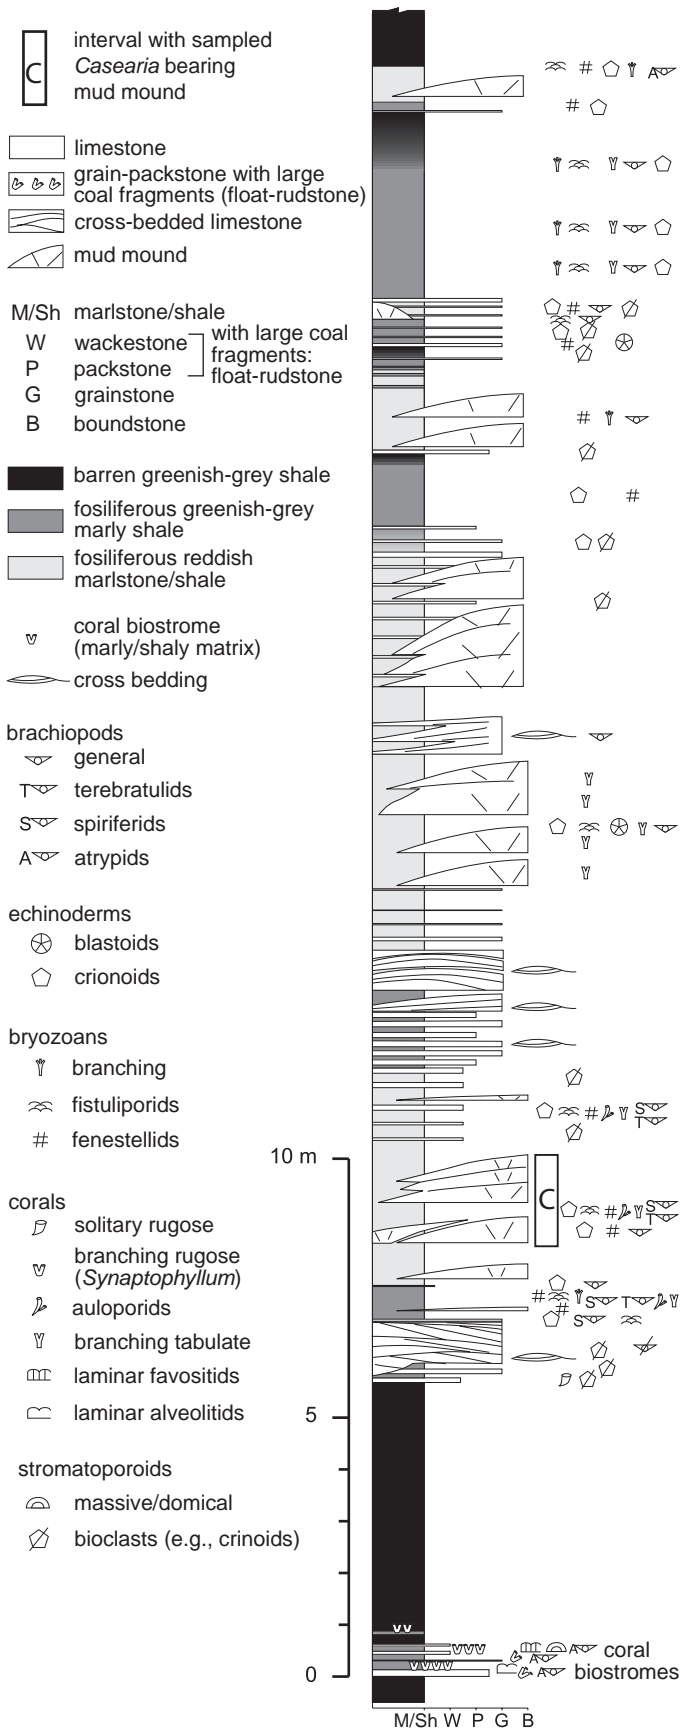 C
interval with sampled
Casearia bearing
mud mound
limestone
grain-packstone with large
coal fragments (float-rudstone)
cross-bedded limestone
mud mound
M/Sh marlstone/shale
W wackestone
P packstone
with large coal
fragments:
float-rudstone
G grainstone
B boundstone
barren greenish-grey shale
fosiliferous greenish-grey
marly shale
fosiliferous reddish
marlstone/shale
coral biostrome
(marly/shaly matrix)
cross bedding
brachiopods
general
T terebratulids
S spiriferids
A atrypids
echinoderms
blastoids
crionoids
bryozoans
branching
fistuliporids
# fenestellids
corals
solitary rugose
branching rugose
(Synaptophyllum)
auloporids
branching tabulate
laminar favositids
laminar alveolitids
stromatoporoids
massive/domical
bioclasts (e.g., crinoids)
10 m
5
0
M/Sh W P G B
# A
#
#
#
#
#
# S
T
C
# S
T
#
# S T
#
S
A coral
A
A biostromes